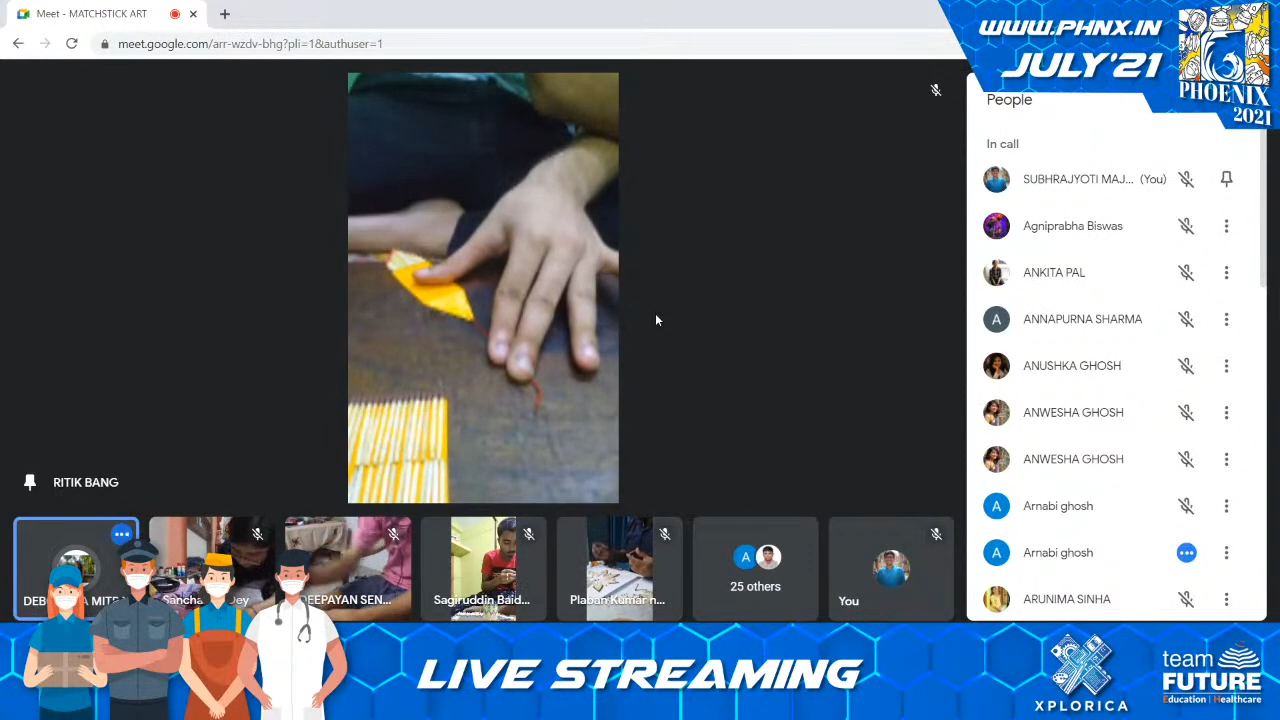 Meet - MATCHSTICK ART
meet.google.com/arr-wzdv-bhg?pli=1&authuser=1
WWW.PHNX.IN
JULY'21
PHOENIX
2021
People
In call
SUBHRAJYOTI MAJ... (You)
Agniprabha Biswas
ANKITA PAL
A ANNAPURNA SHARMA
ANUSHKA GHOSH
ANWESHA GHOSH
ANWESHA GHOSH
A Arnabi ghosh
A Arnabi ghosh
ARUNIMA SINHA
RITIK BANG
DEEPAYAN SEN...
Sagiruddin Baid...
Plaban Kumar n...
A
25 others
You
LIVE STREAMING
XPLORICA
team
FUTURE
Education | Healthcare